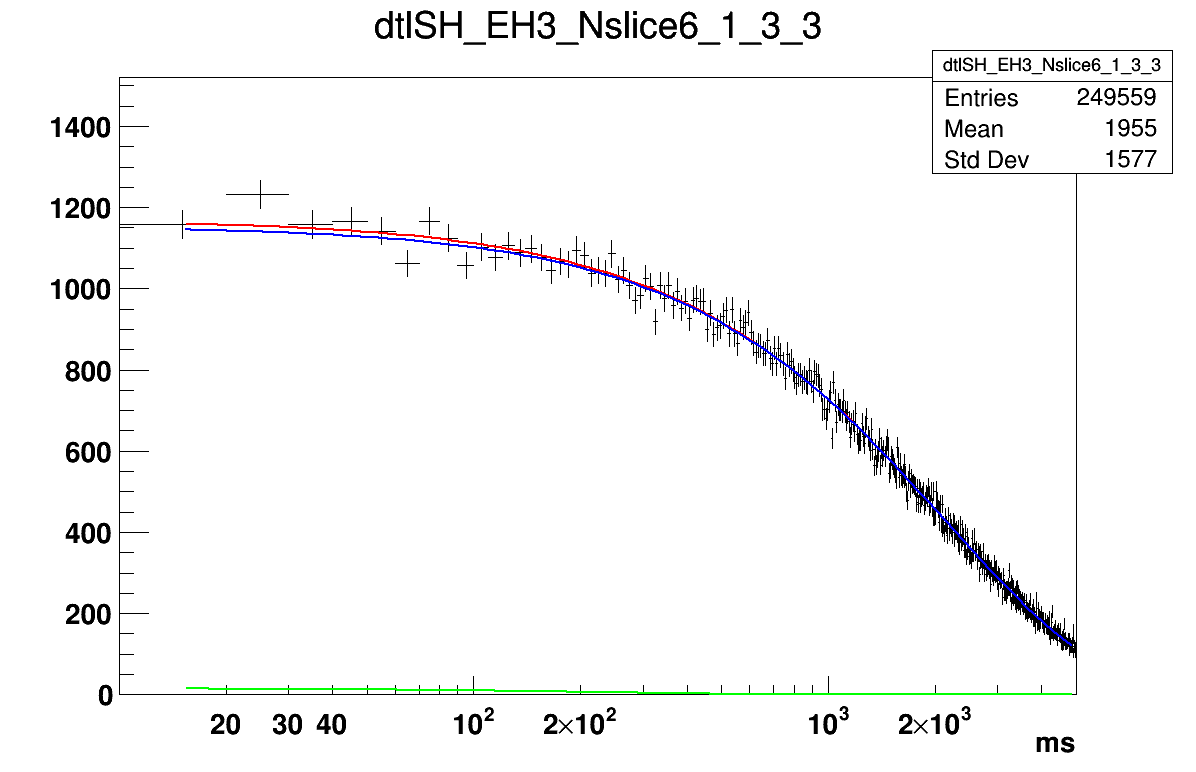 dtlSH_EH3_Nslice6_1_3_3
dtlSH_EH3_Nslice6_1_3_3
Entries 249559
Mean 1955
Std Dev 1577
1400
1200
1000
800
600
400
200
0
20 30 40 10² 2×10² 10³ 2×10³
ms